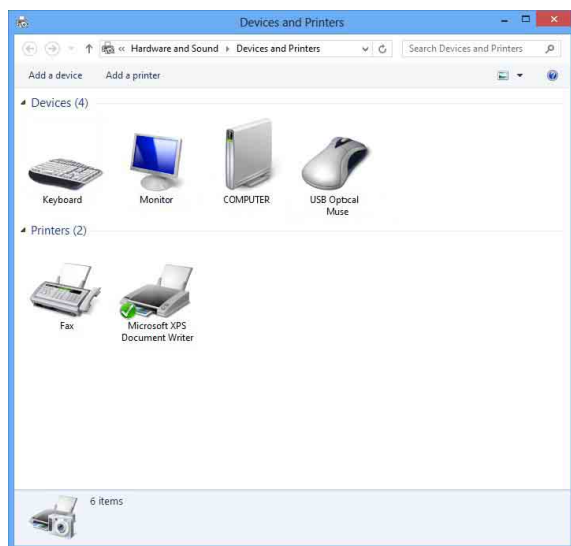 Devices and Printers
« Hardware and Sound Devices and Printers Search Devices and Printers
Add a device Add a printer
Devices (4)
Keyboard Monitor COMPUTER USB Optical
Muse
Printers (2)
Fax Microsoft XPS
Document Writer
6 items